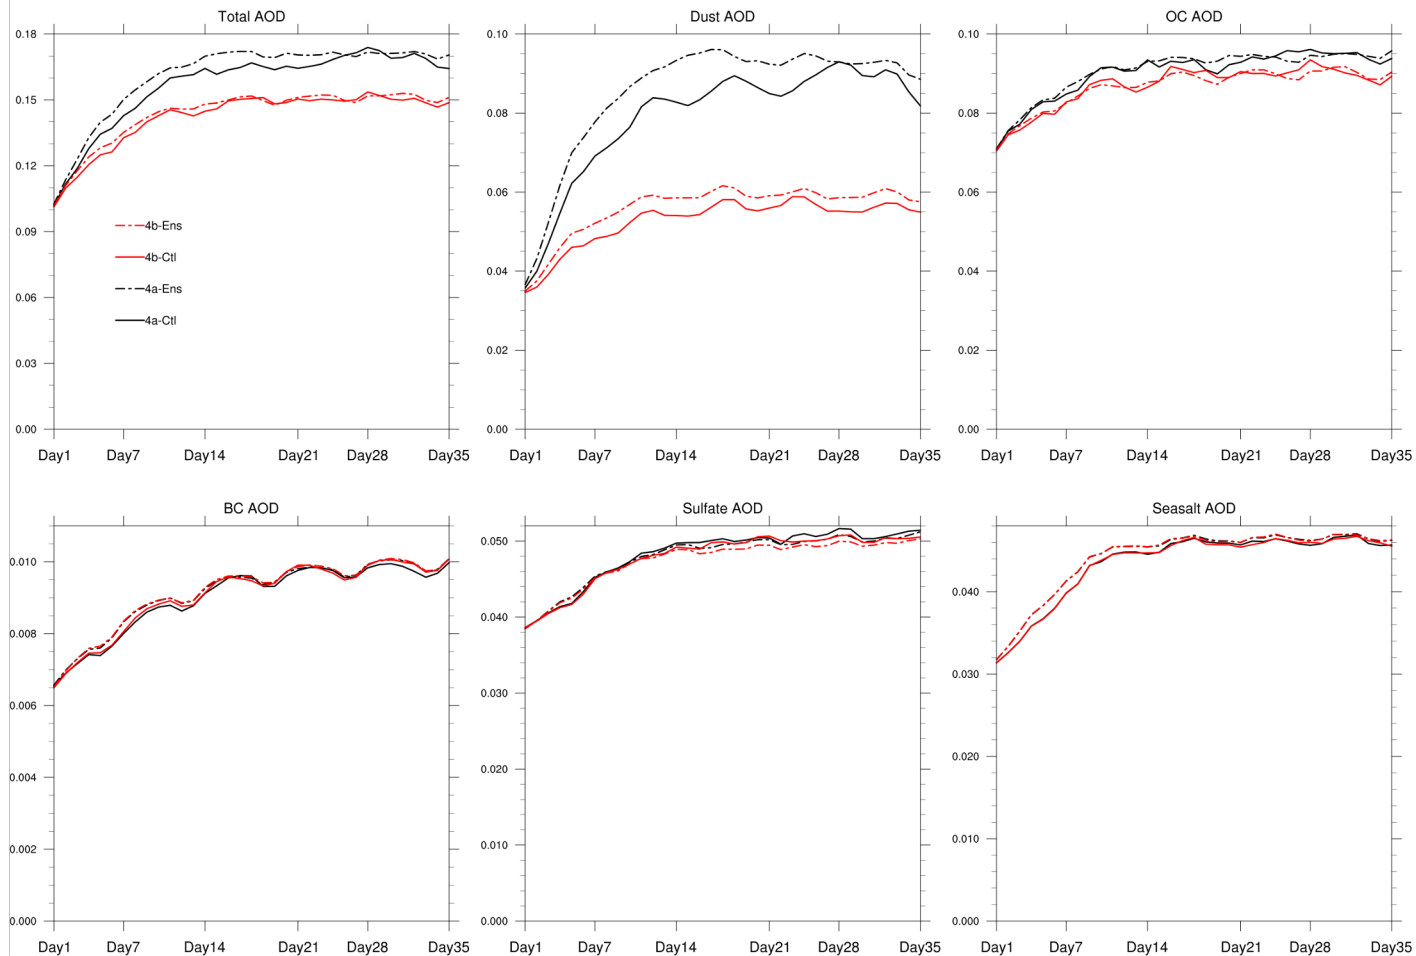 Total AOD
0.18
0.15
0.12
0.09
0.06
0.03
0.00
4b-Ens
4b-Ctl
4a-Ens
4a-Ctl
Day1 Day7 Day14 Day21 Day28 Day35
Dust AOD
0.10
0.08
0.06
0.04
0.02
0.00
Day1 Day7 Day14 Day21 Day28 Day35
OC AOD
0.10
0.08
0.06
0.04
0.02
0.00
Day1 Day7 Day14 Day21 Day28 Day35
BC AOD
0.010
0.008
0.006
0.004
0.002
0.000
Day1 Day7 Day14 Day21 Day28 Day35
Sulfate AOD
0.050
0.040
0.030
0.020
0.010
0.000
Day1 Day7 Day14 Day21 Day28 Day35
Seasalt AOD
0.040
0.030
0.020
0.010
0.000
Day1 Day7 Day14 Day21 Day28 Day35